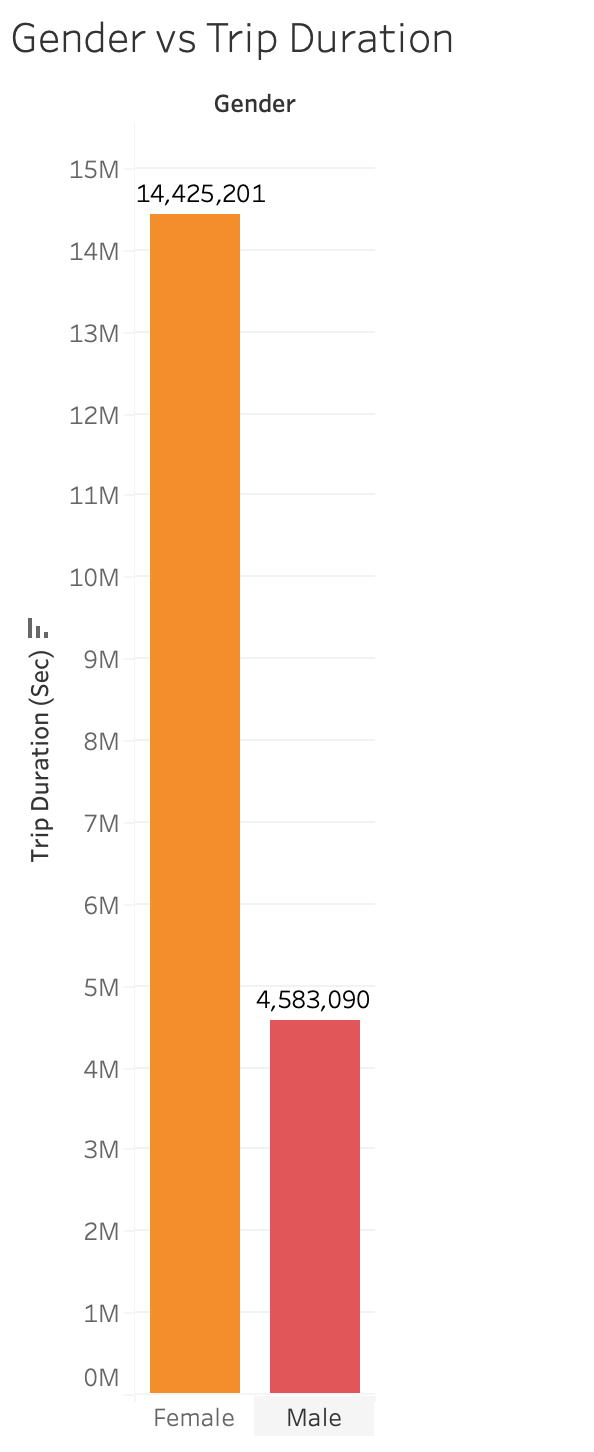 Gender vs Trip Duration
Gender
15M
14,425,201
14M
13M
12M
11M
10M
9M
8M
7M
6M
5M
4,583,090
4M
3M
2M
1M
0M
Trip Duration (Sec)
Female
Male